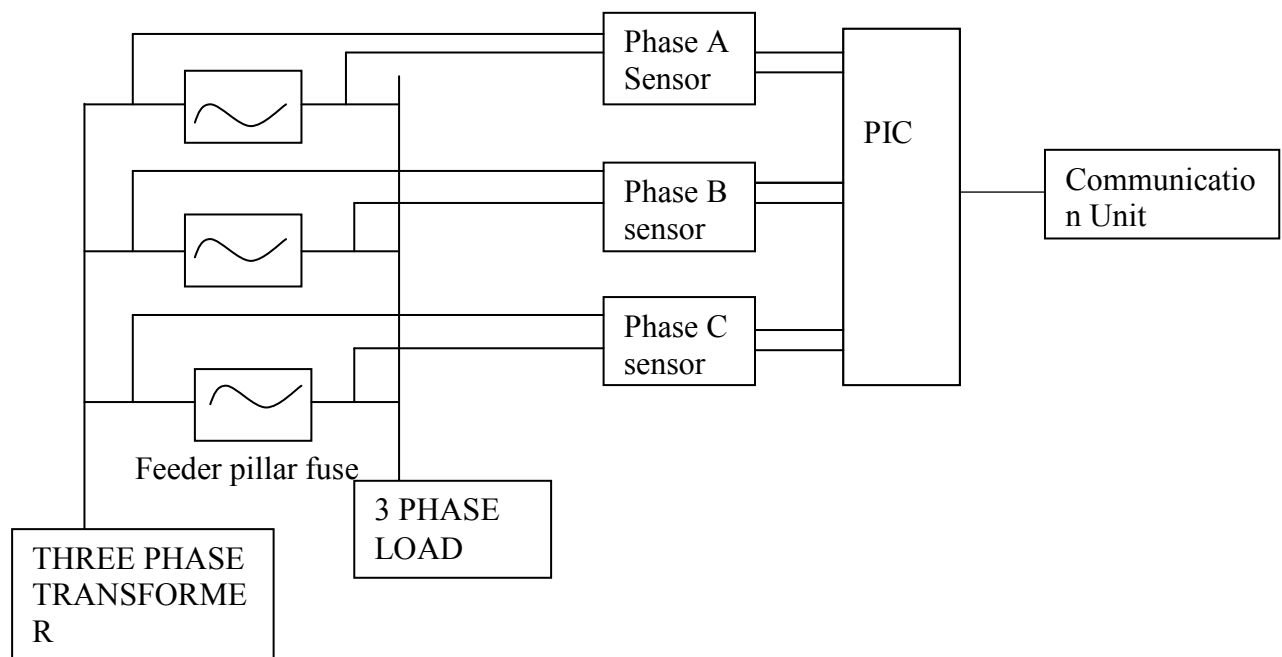 Phase A
Sensor
PIC
Phase B
sensor
Communicatio
n Unit
Phase C
sensor
Feeder pillar fuse
3 PHASE
LOAD
THREE PHASE
TRANSFORME
R